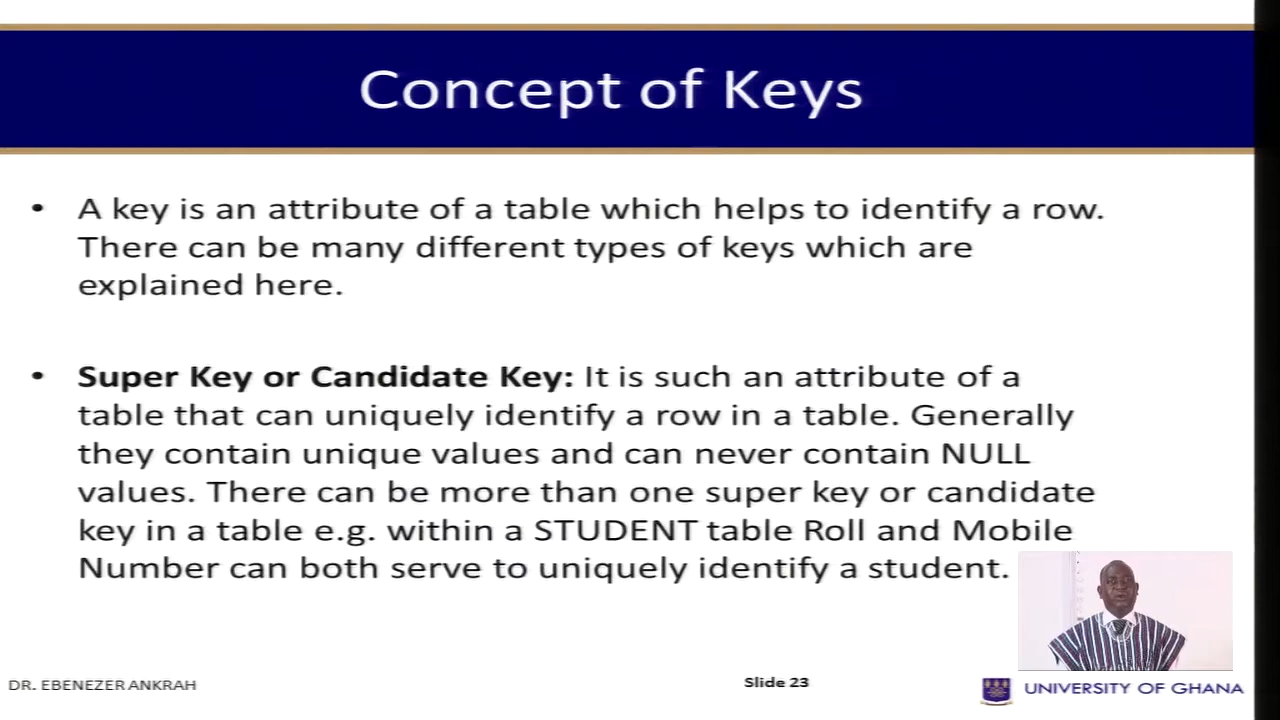 Concept of Keys
• A key is an attribute of a table which helps to identify a row.
There can be many different types of keys which are
explained here.
• Super Key or Candidate Key: It is such an attribute of a
table that can uniquely identify a row in a table. Generally
they contain unique values and can never contain NULL
values. There can be more than one super key or candidate
key in a table e.g. within a STUDENT table Roll and Mobile
Number can both serve to uniquely identify a student.
DR. EBENEZER ANKRAH
Slide 23
UNIVERSITY OF GHANA